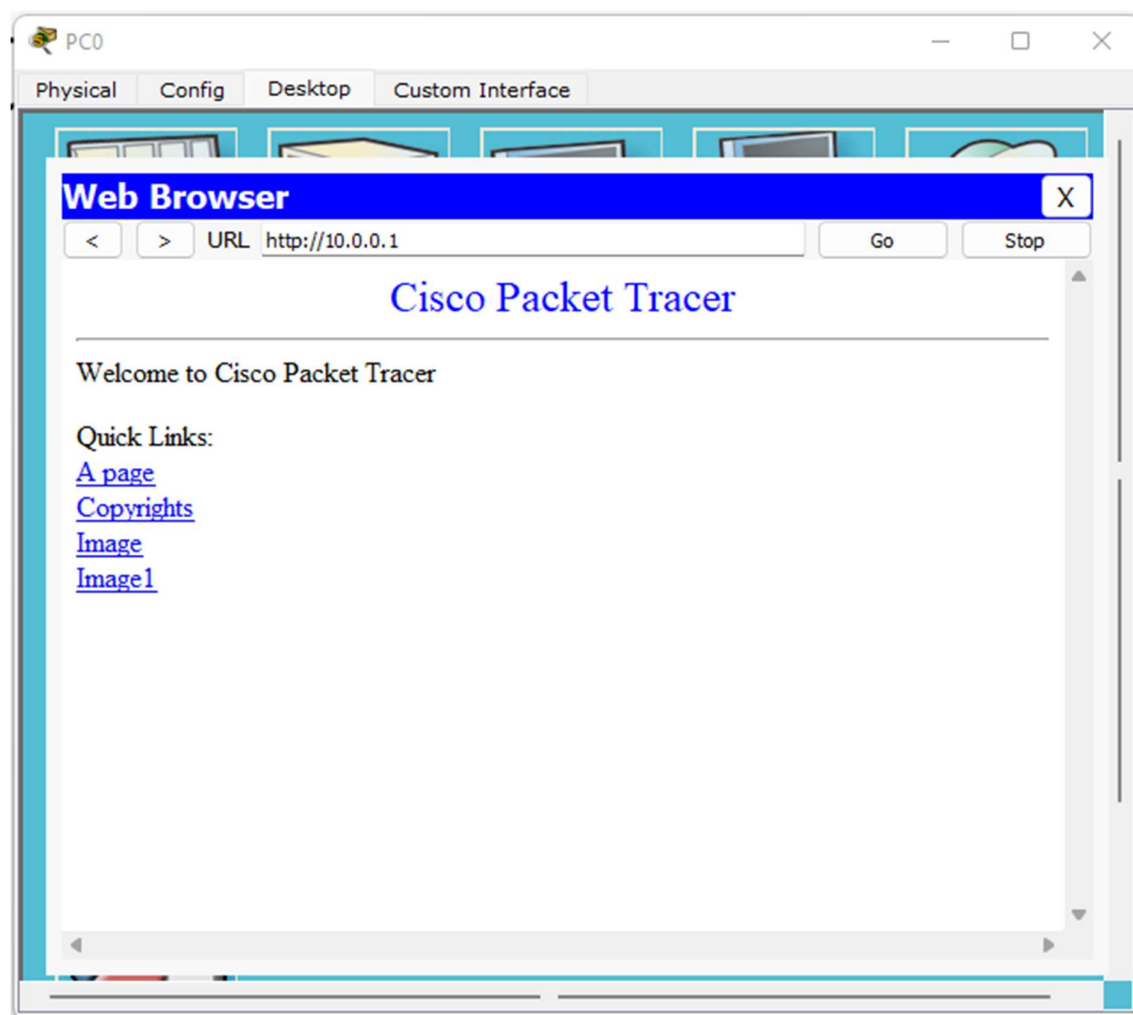 PC0
Physical Config Desktop Custom Interface
Web Browser X
< > URL http://10.0.0.1 Go Stop
Cisco Packet Tracer
Welcome to Cisco Packet Tracer
Quick Links:
A page
Copyrights
Image
Image1